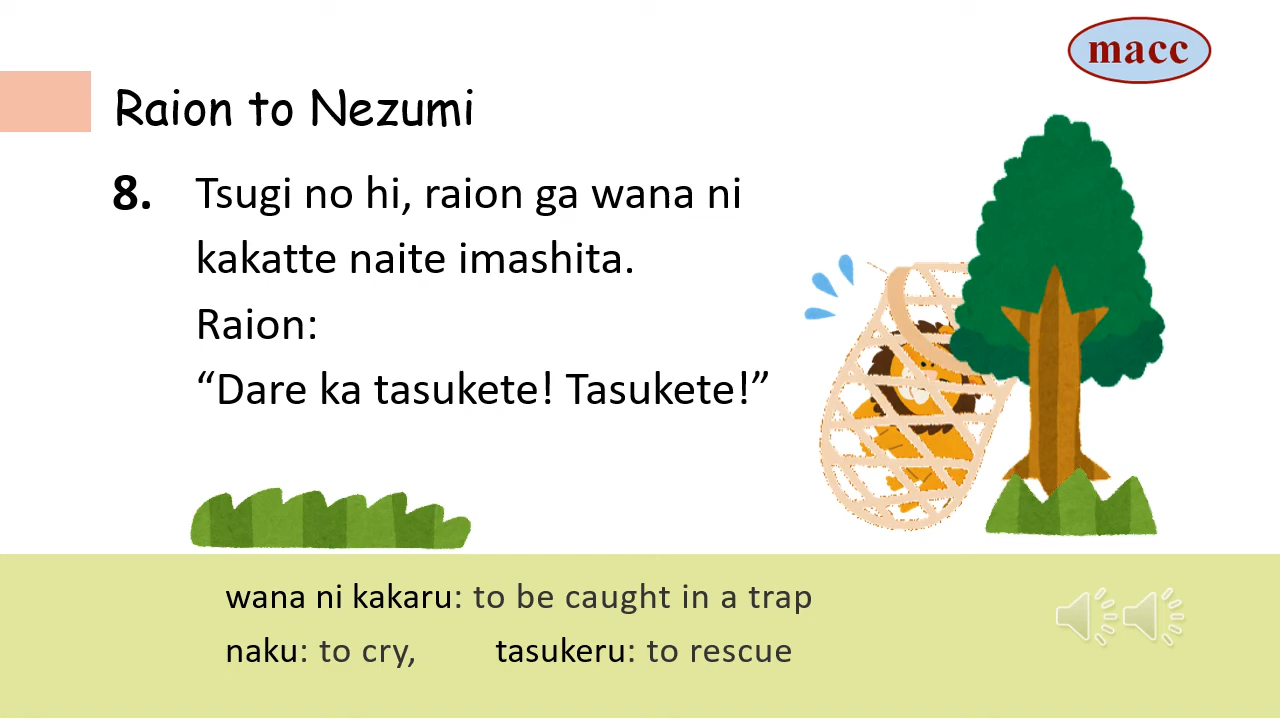 macc
Raion to Nezumi
8. Tsugi no hi, raion ga wana ni
kakatte naite imashita.
Raion:
“Dare ka tasukete! Tasukete!”
wana ni kakaru: to be caught in a trap
naku: to cry, tasukeru: to rescue